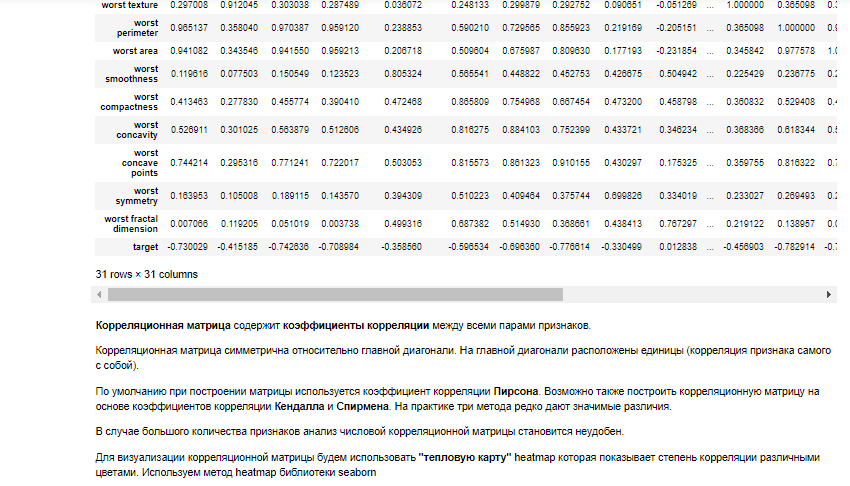 worst texture 0.297008 0.912045 0.303038 0.287489 0.036072 0.248133 0.299879 0.292752 0.090651 -0.051269 ... 1.000000 0.365098
worst perimeter 0.965137 0.358040 0.970387 0.959120 0.238853 0.590210 0.729565 0.855923 0.219169 -0.205151 ... 0.365098 1.000000
worst area 0.941082 0.343546 0.941550 0.959213 0.206718 0.509604 0.675987 0.809630 0.177193 -0.231854 ... 0.345842 0.977578
worst smoothness 0.119616 0.077503 0.150549 0.123523 0.805324 0.565541 0.448822 0.452753 0.426675 0.504942 ... 0.225429 0.236775
worst compactness 0.413463 0.277830 0.455774 0.390410 0.472468 0.865809 0.754968 0.667454 0.473200 0.458798 ... 0.360832 0.529408
worst concavity 0.526911 0.301025 0.563879 0.512606 0.434926 0.816275 0.884103 0.752399 0.433721 0.346234 ... 0.368366 0.618344
worst concave points 0.744214 0.295316 0.771241 0.722017 0.503053 0.815573 0.861323 0.910155 0.430297 0.175325 ... 0.359755 0.816322
worst symmetry 0.163953 0.105008 0.189115 0.143570 0.394309 0.510223 0.409464 0.375744 0.699826 0.334019 ... 0.233027 0.269493
worst fractal dimension 0.007066 0.119205 0.051019 0.003738 0.499316 0.687382 0.514930 0.368661 0.438413 0.767297 ... 0.219122 0.138957
target -0.730029 -0.415185 -0.742636 -0.708984 -0.358560 -0.596534 -0.696360 -0.776614 -0.330499 0.012838 ... -0.456903 -0.782914
31 rows × 31 columns
Корреляционная матрица содержит коэффициенты корреляции между всеми парами признаков.
Корреляционная матрица симметрична относительно главной диагонали. На главной диагонали расположены единицы (корреляция признака самого
с собой).
По умолчанию при построении матрицы используется коэффициент корреляции Пирсона. Возможно также построить корреляционную матрицу на
основе коэффициентов корреляции Кендалла и Спирмена. На практике три метода редко дают значимые различия.
В случае большого количества признаков анализ числовой корреляционной матрицы становится неудобен.
Для визуализации корреляционной матрицы будем использовать "тепловую карту" heatmap которая показывает степень корреляции различными
цветами. Используем метод heatmap библиотеки seaborn